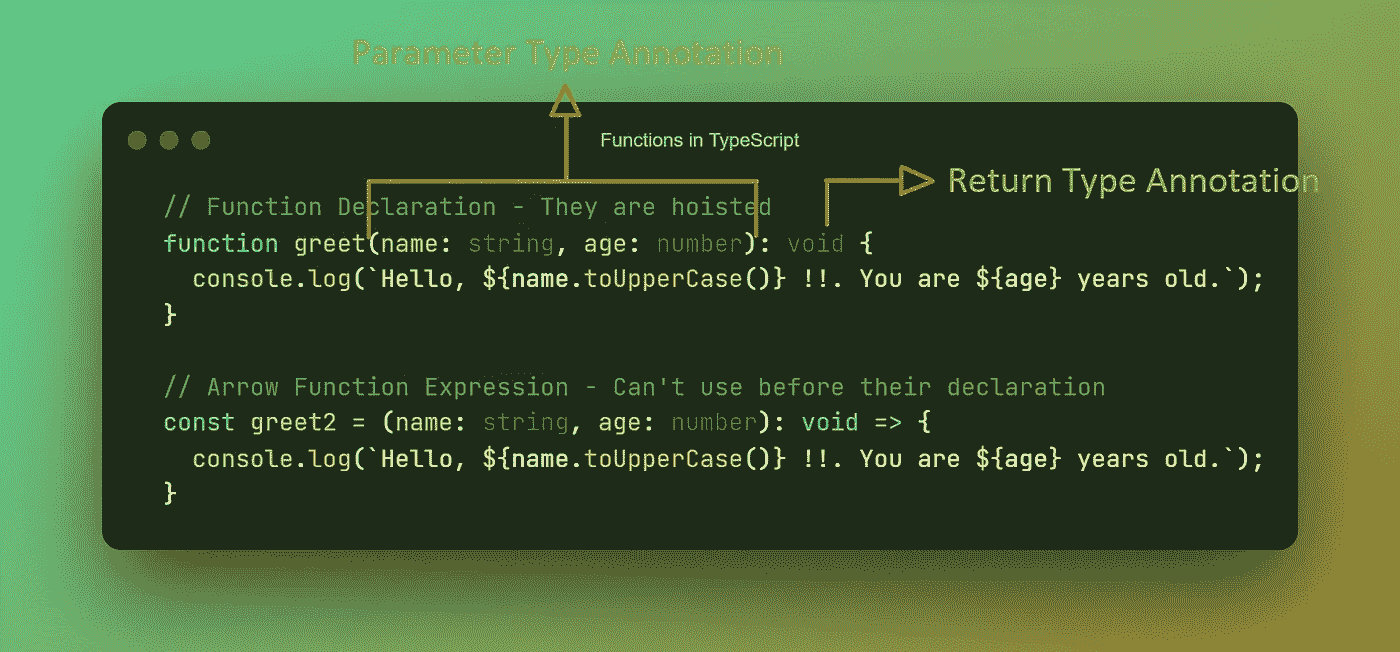 Parameter Type Annotation
Functions in TypeScript
Return Type Annotation
// Function Declaration - They are hoisted
function greet(name: string, age: number): void {
  console.log(`Hello, ${name.toUpperCase()} !!. You are ${age} years old.`);
}
// Arrow Function Expression - Can't use before their declaration
const greet2 = (name: string, age: number): void => {
  console.log(`Hello, ${name.toUpperCase()} !!. You are ${age} years old.`);
}